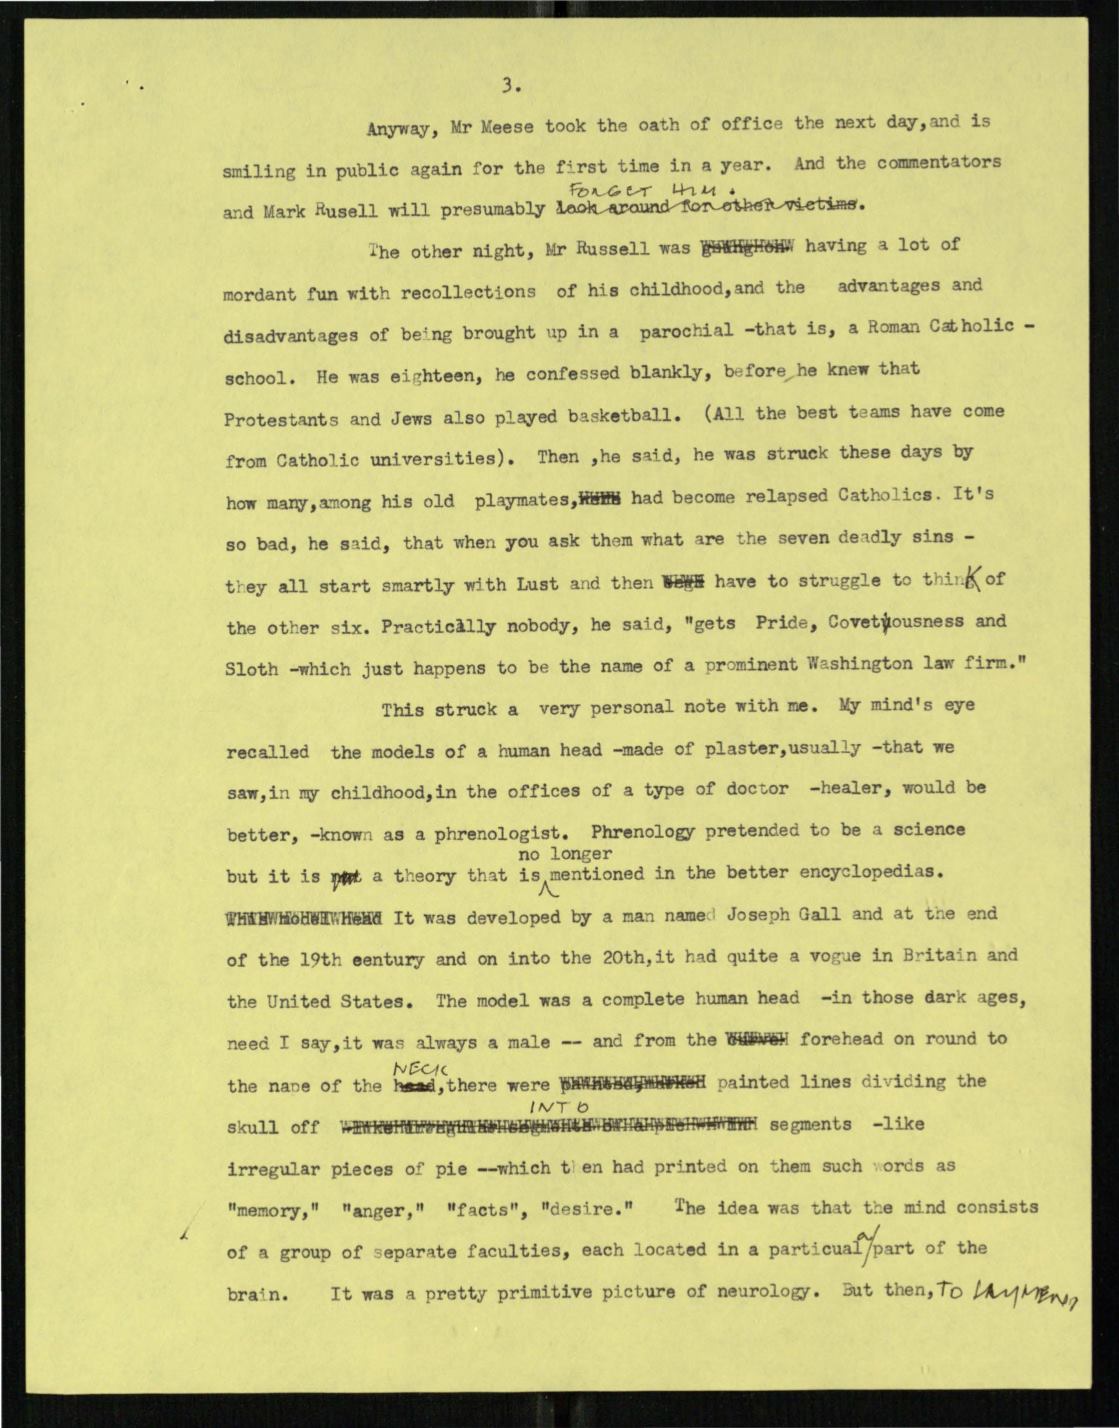 3.
Anyway, Mr Meese took the oath of office the next day,and is
smiling in public again for the first time in a year. And the commentators
FORGET HIM.
and Mark Rusell will presumably look around for other victims.
The other night, Mr Russell was having a lot of
mordant fun with recollections of his childhood,and the advantages and
disadvantages of being brought up in a parochial -that is, a Roman Catholic -
school. He was eighteen, he confessed blankly, before he knew that
Protestants and Jews also played basketball. (All the best teams have come
from Catholic universities). Then ,he said, he was struck these days by
how many,among his old playmates, had become relapsed Catholics. It's
so bad, he said, that when you ask them what are the seven deadly sins -
they all start smartly with Lust and then have to struggle to think of
the other six. Practically nobody, he said, "gets Pride, Covetyousness and
Sloth -which just happens to be the name of a prominent Washington law firm."
This struck a very personal note with me. My mind's eye
recalled the models of a human head -made of plaster,usually -that we
saw,in my childhood,in the offices of a type of doctor -healer, would be
better, -known as a phrenologist. Phrenology pretended to be a science
no longer
but it is a theory that is mentioned in the better encyclopedias.
It was developed by a man named Joseph Gall and at the end
of the 19th eentury and on into the 20th,it had quite a vogue in Britain and
the United States. The model was a complete human head -in those dark ages,
need I say,it was always a male -- and from the forehead on round to
NECK
the nape of the head,there were painted lines dividing the
INTO
skull off segments -like
irregular pieces of pie --which then had printed on them such words as
"memory," "anger," "facts", "desire." The idea was that the mind consists
of a group of separate faculties, each located in a particual part of the
brain. It was a pretty primitive picture of neurology. But then, TO LAYMEN,